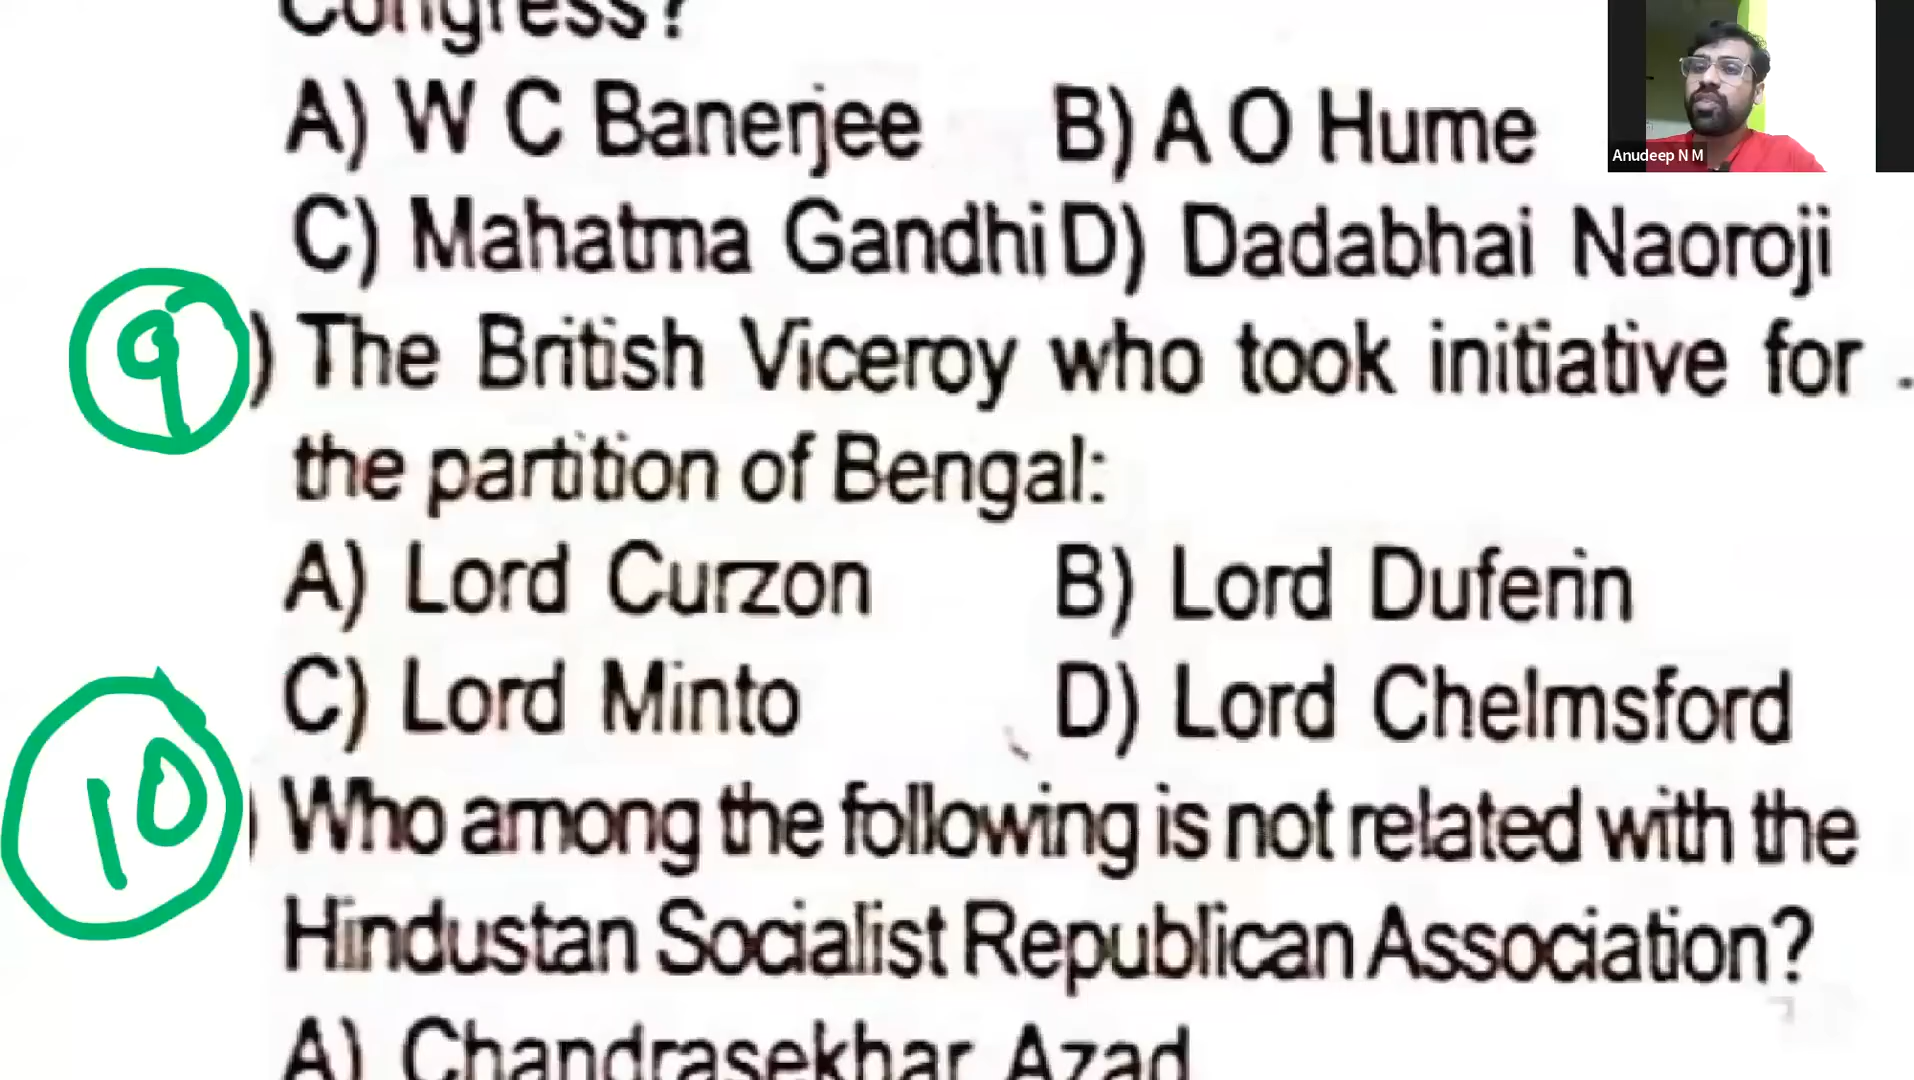 Congress?
A) W C Banerjee B) A O Hume
C) Mahatma Gandhi D) Dadabhai Naoroji
Anudeep N M
9) The British Viceroy who took initiative for
the partition of Bengal:
A) Lord Curzon B) Lord Duferin
C) Lord Minto D) Lord Chelmsford
10 Who among the following is not related with the
Hindustan Socialist Republican Association?
A) Chandrasekhar Azad